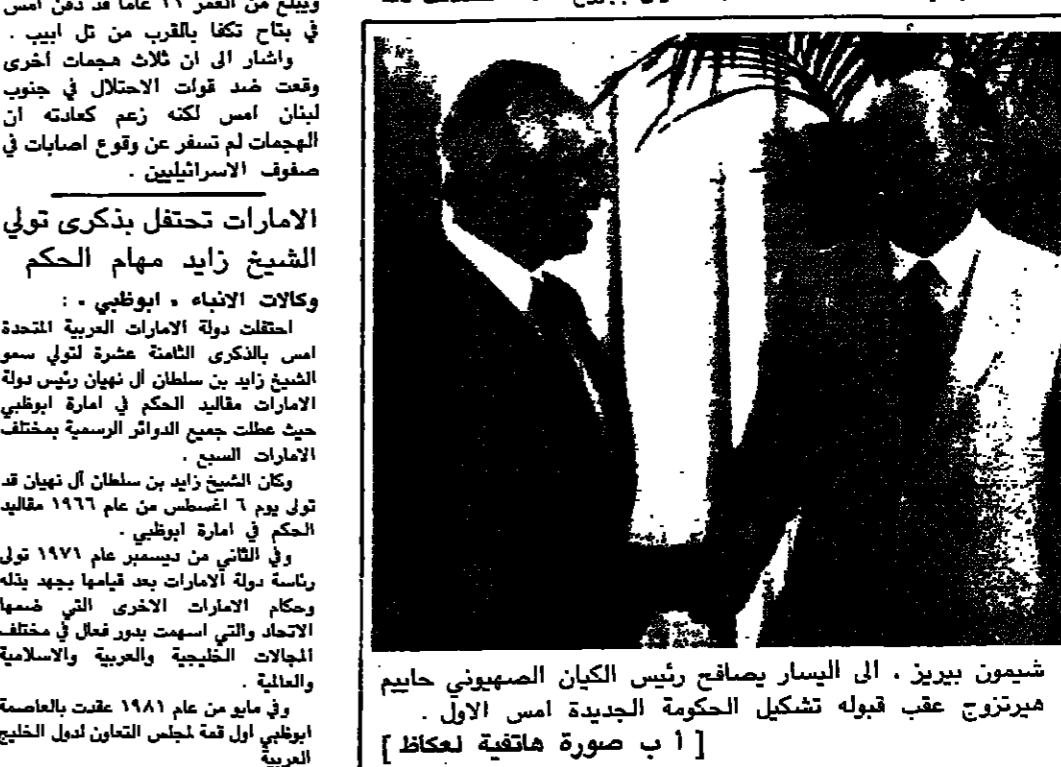 ويبلغ من العمر ١٩ عاما قد دفن امس
في بتاح تكفا بالقرب من تل ابيب .
واشار الى ان ثلاث هجمات أخرى
وقعت ضد قوات الاحتلال في جنوب
لبنان امس لكنه زعم كعادته ان
الهجمات لم تسفر عن وقوع اصابات في
صفوف الاسرائيليين .
الامارات تحتفل بذكرى تولي
الشيخ زايد مهام الحكم
وكالات الانباء ـ ابوظبي ـ :
احتفلت دولة الامارات العربية المتحدة
امس بالذكرى الثامنة عشرة لتولي سمو
الشيخ زايد بن سلطان آل نهيان رئيس دولة
الامارات مقاليد الحكم في امارة ابوظبي
حيث عطلت جميع الدوائر الرسمية بمختلف
الامارات السبع .
وكان الشيخ زايد بن سلطان آل نهيان قد
تولى يوم ٦ اغسطس من عام ١٩٦٦ مقاليد
الحكم في امارة ابوظبي .
وفي الثاني من ديسمبر عام ١٩٧١ تولى
رئاسة دولة الامارات بعد قيامها بجهد بذله
وحكام الامارات الاخرى التي ضمها
الاتحاد والتي اسهمت بدور فعال في مختلف
المجالات الخليجية والعربية والاسلامية
والعالمية .
وفي مايو من عام ١٩٨١ عقدت بالعاصمة
ابوظبي اول قمة لمجلس التعاون لدول الخليج
العربية
شيمون بيريز . الى اليسار يصافح رئيس الكيان الصهيوني حاييم
هيرتزوج عقب قبوله تشكيل الحكومة الجديدة امس الاول .
[ أ ب صورة هاتفية لعكاظ ]